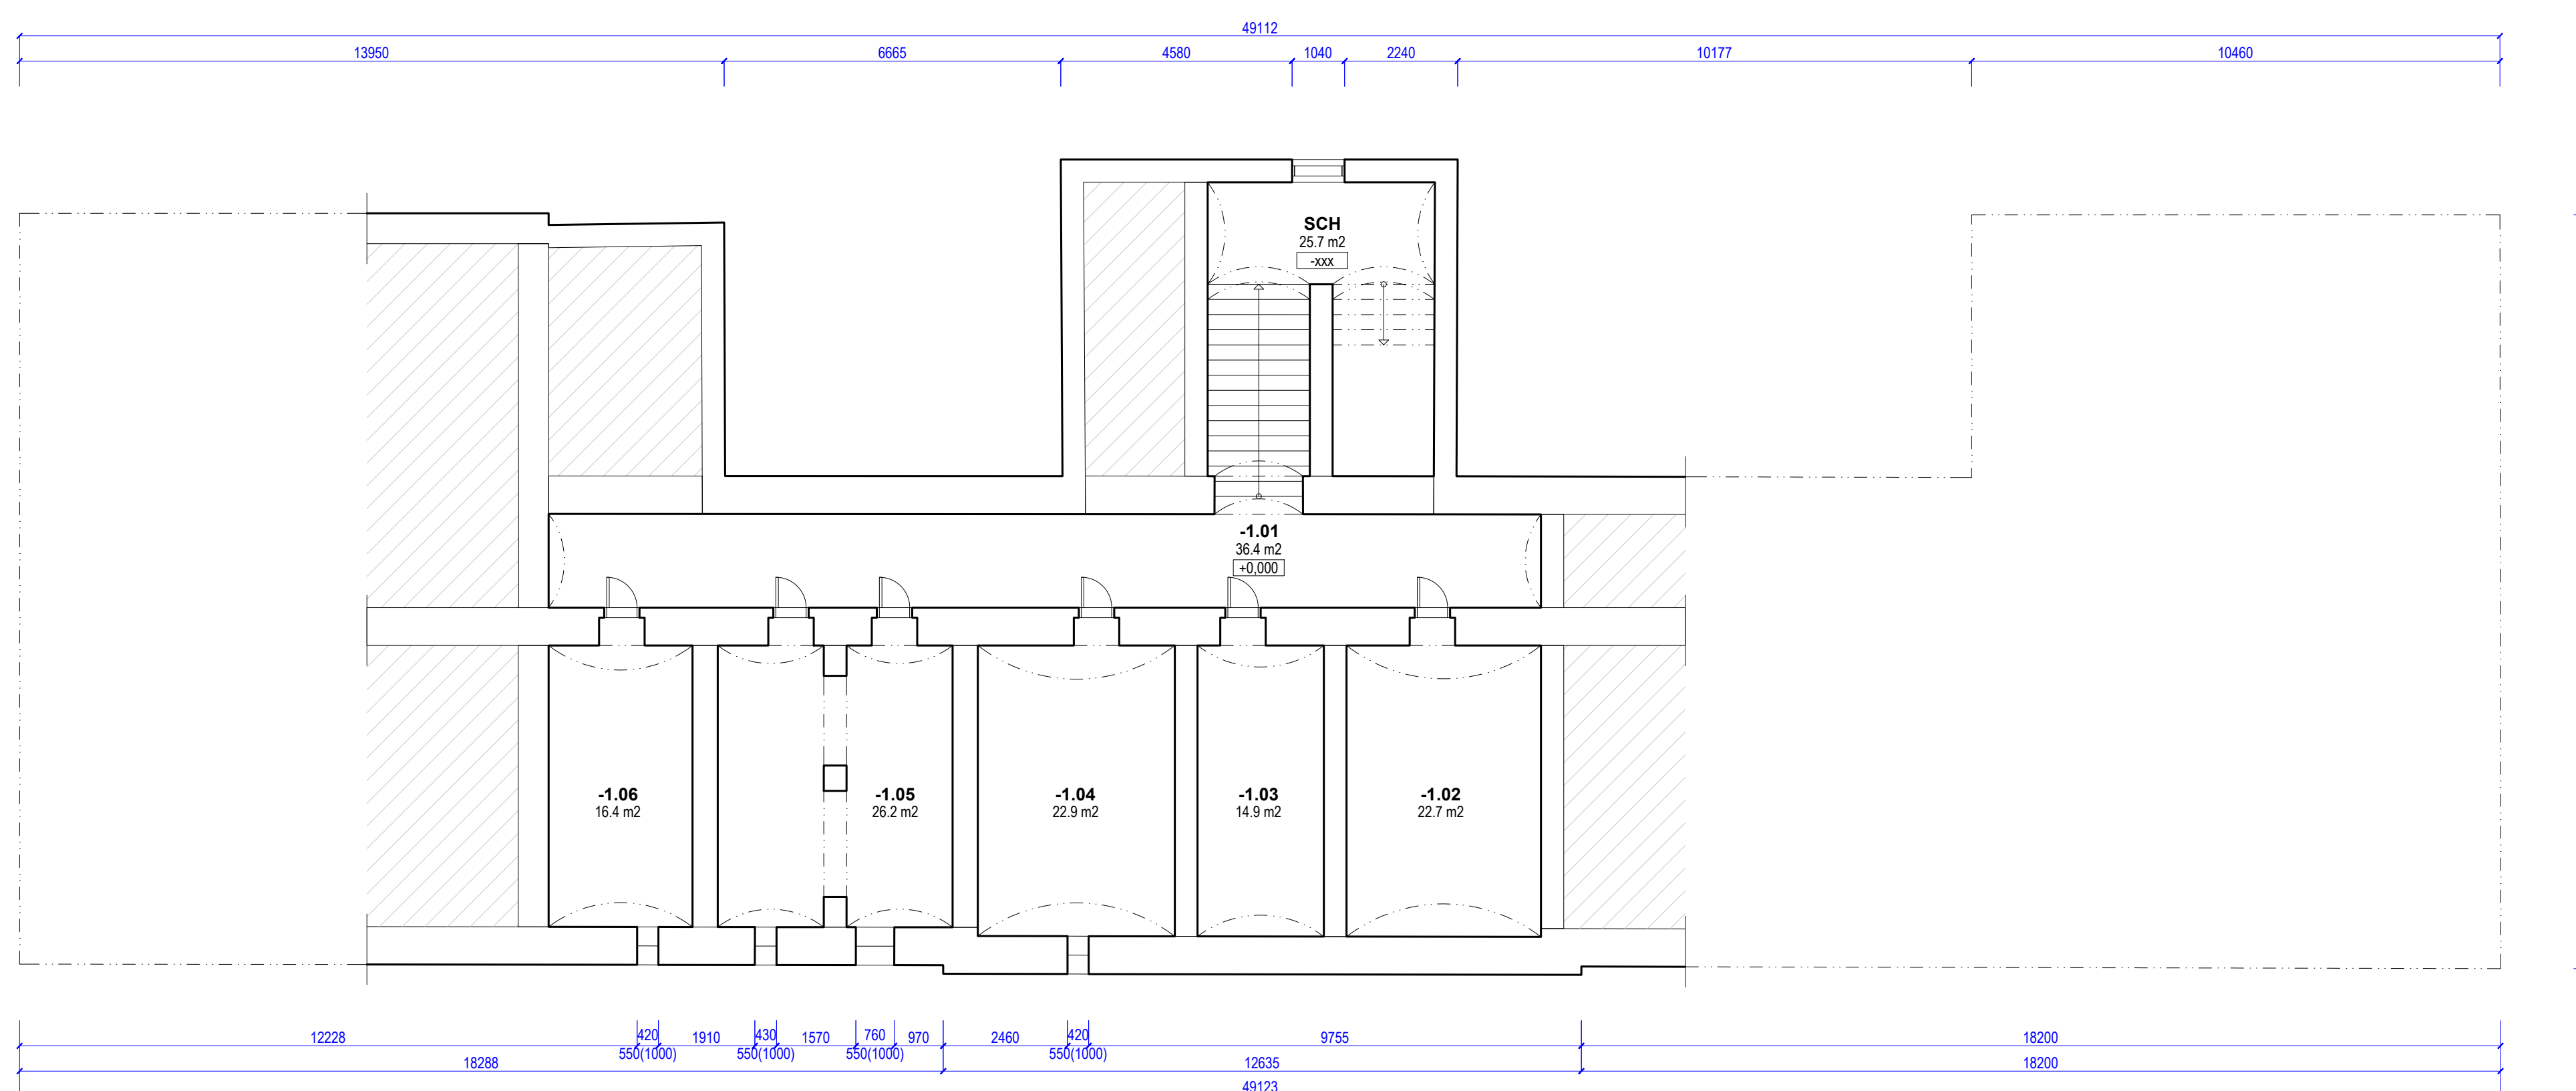 49112
13950 6665 4580 1040 2240 10177 10460
SCH
25.7 m2
-xxx
-1.01
36.4 m2
+0,000
-1.06
16.4 m2
-1.05
26.2 m2
-1.04
22.9 m2
-1.03
14.9 m2
-1.02
22.7 m2
12228 420 1910 430 1570 760 970 2460 420 9755 18200
550(1000) 550(1000) 550(1000) 550(1000)
18288 12635 18200
49123